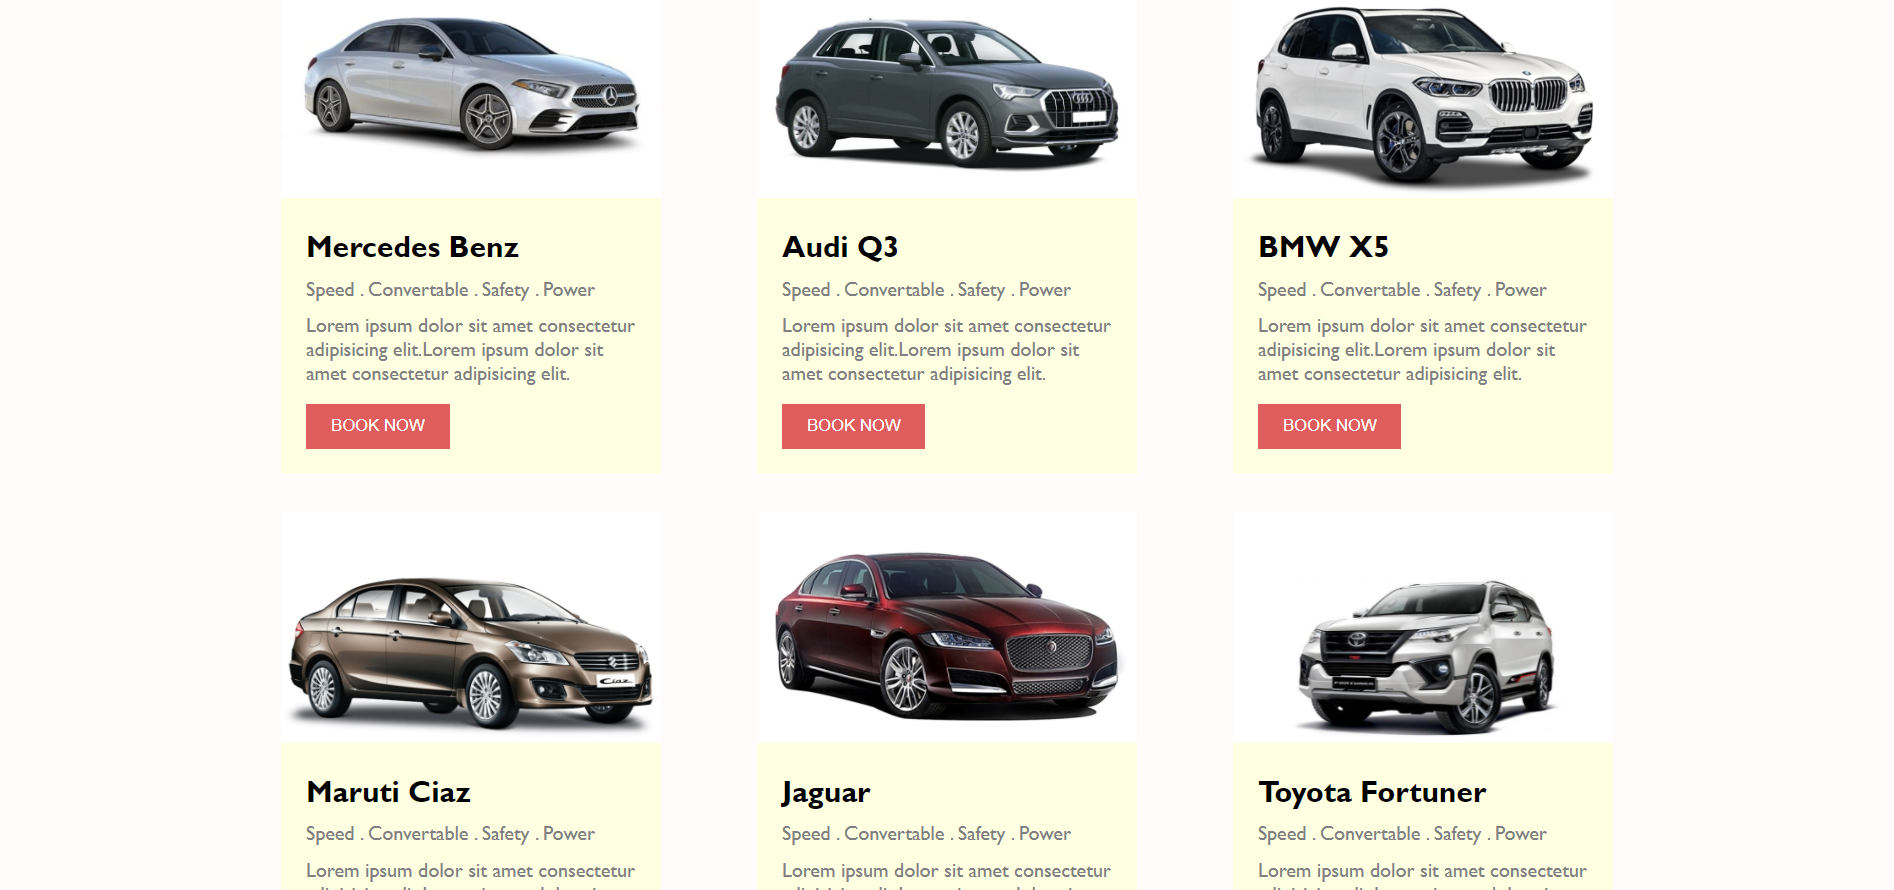 Mercedes Benz
Speed . Convertable . Safety . Power
Lorem ipsum dolor sit amet consectetur
adipisicing elit.Lorem ipsum dolor sit
amet consectetur adipisicing elit.
BOOK NOW
Audi Q3
Speed . Convertable . Safety . Power
Lorem ipsum dolor sit amet consectetur
adipisicing elit.Lorem ipsum dolor sit
amet consectetur adipisicing elit.
BOOK NOW
BMW X5
Speed . Convertable . Safety . Power
Lorem ipsum dolor sit amet consectetur
adipisicing elit.Lorem ipsum dolor sit
amet consectetur adipisicing elit.
BOOK NOW
Ciaz
Maruti Ciaz
Speed . Convertable . Safety . Power
Lorem ipsum dolor sit amet consectetur
Jaguar
Speed . Convertable . Safety . Power
Lorem ipsum dolor sit amet consectetur
Toyota Fortuner
Speed . Convertable . Safety . Power
Lorem ipsum dolor sit amet consectetur